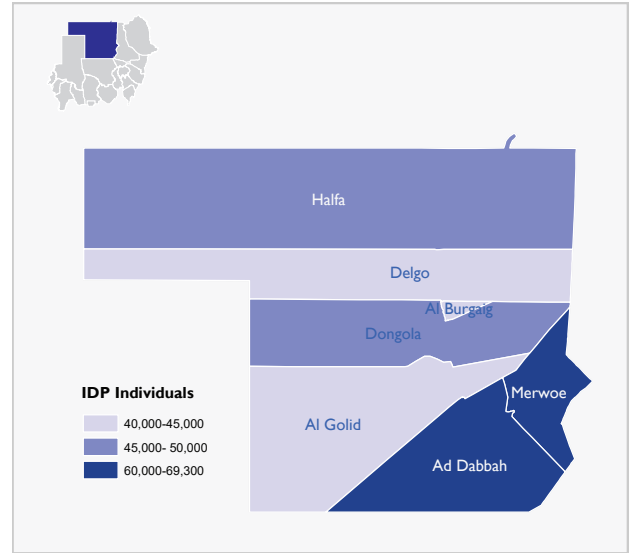 Halfa
Delgo
Al Burgaig
Dongola
Merwoe
Al Golid
Ad Dabbah
IDP Individuals
40,000-45,000
45,000- 50,000
60,000-69,300